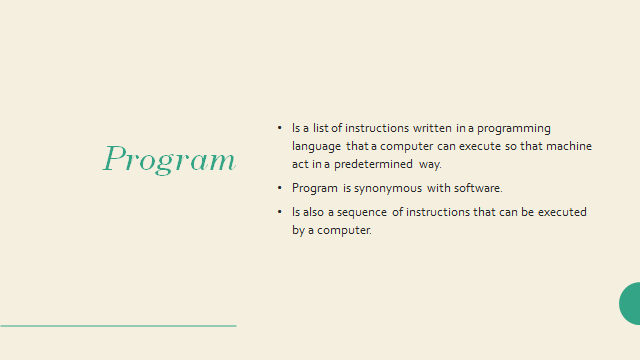 Program
• Is a list of instructions written in a programming
language that a computer can execute so that machine
act in a predetermined way.
• Program is synonymous with software.
• Is also a sequence of instructions that can be executed
by a computer.